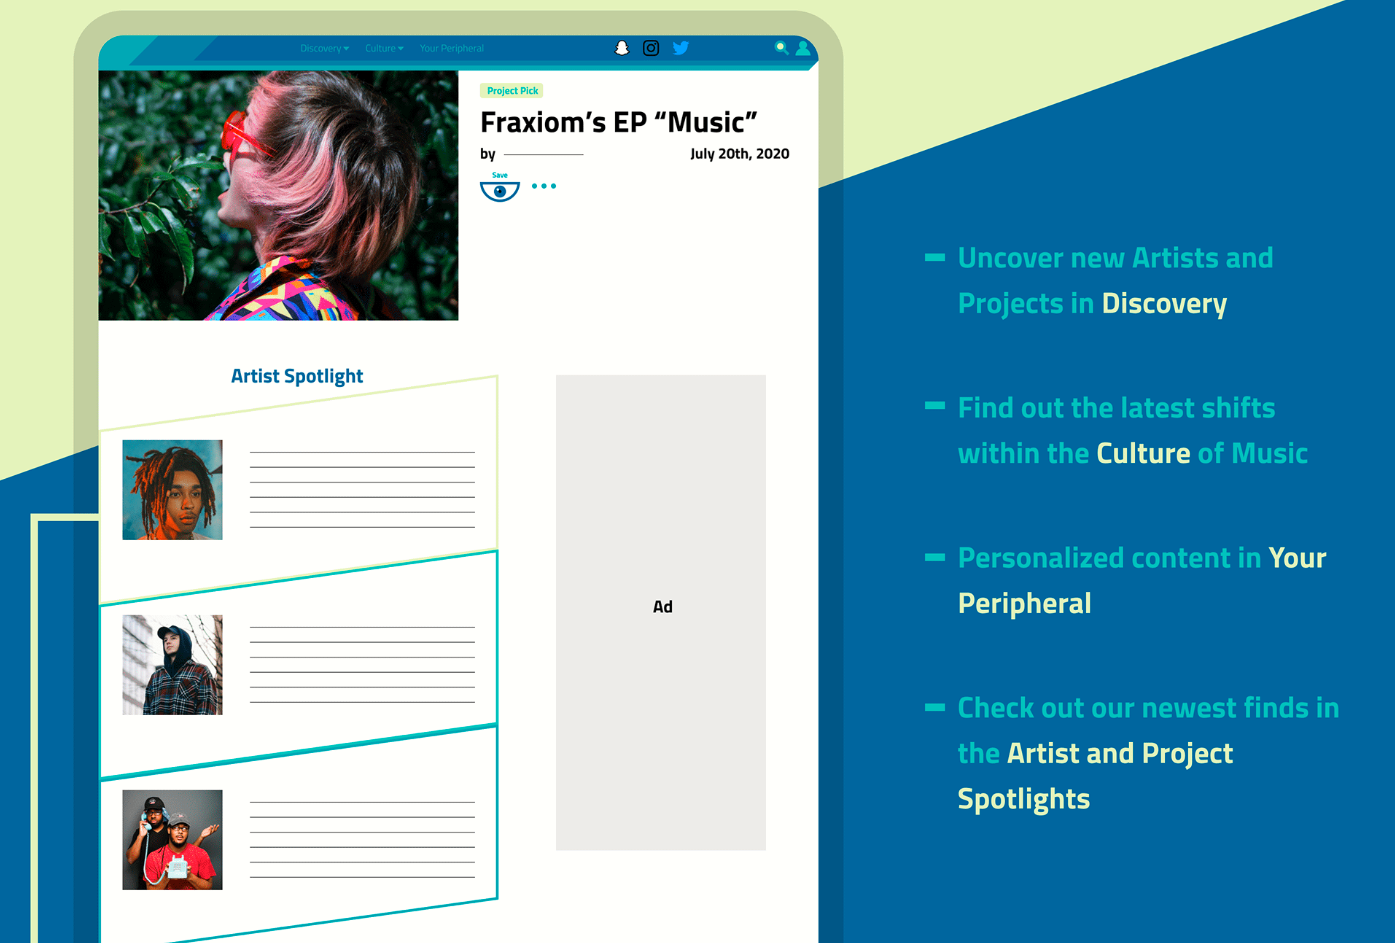 Discovery
Culture
Your Peripheral
Project Pick
Fraxiom’s EP “Music”
by
July 20th, 2020
Save
Artist Spotlight
Ad
Uncover new Artists and
Projects in Discovery
Find out the latest shifts
within the Culture of Music
Personalized content in Your
Peripheral
Check out our newest finds in
the Artist and Project
Spotlights